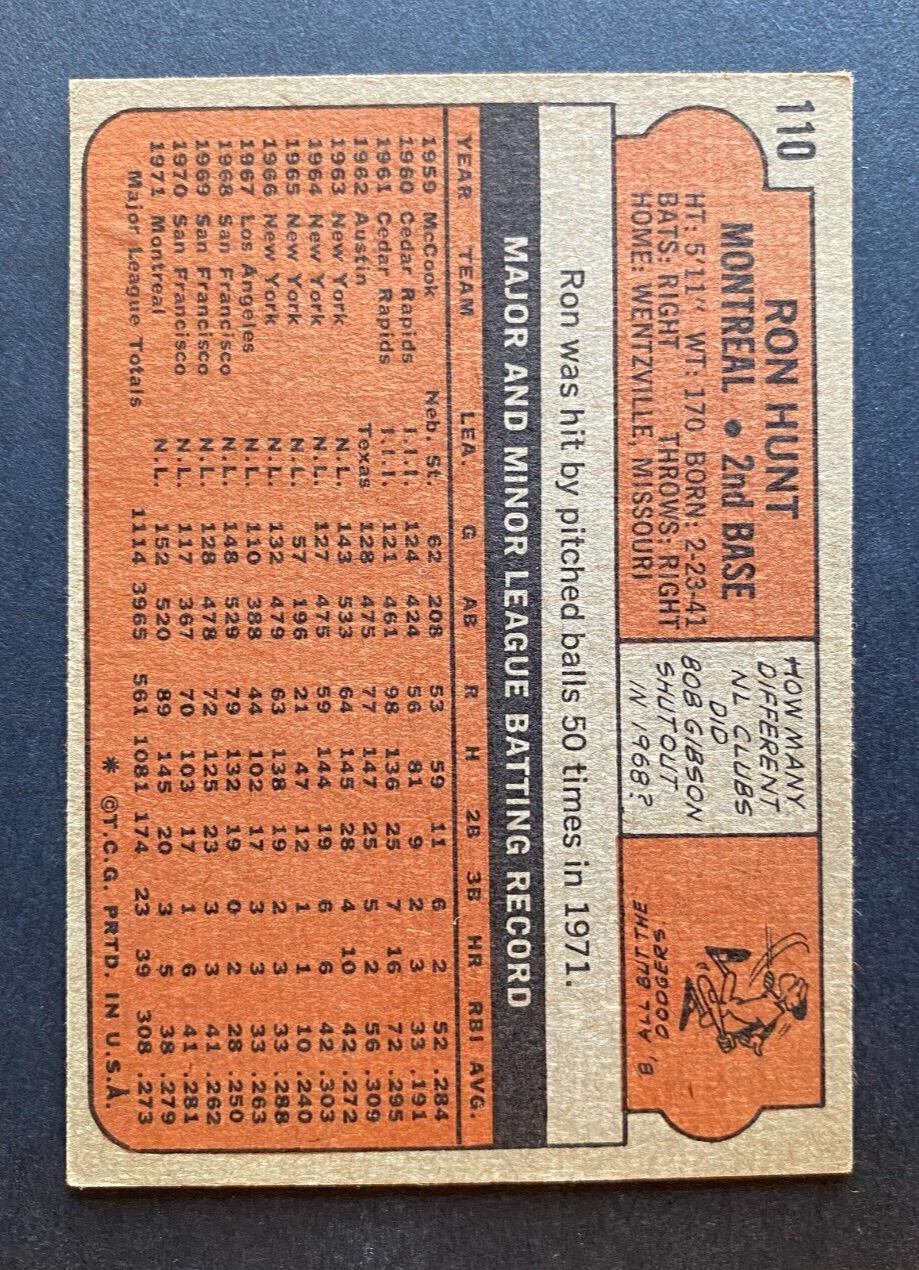 110
RON HUNT
MONTREAL • 2nd BASE
HT: 5'11" WT: 170 BORN: 2-23-41
BATS: RIGHT THROWS: RIGHT
HOME: WENTZVILLE, MISSOURI
HOW MANY
DIFFERENT
NL CLUBS
DID
BOB GIBSON
SHUTOUT
IN 1968?
8, ALL BUT THE
DODGERS
Ron was hit by pitched balls 50 times in 1971.
MAJOR AND MINOR LEAGUE BATTING RECORD
YEAR TEAM LEA. G AB R H 2B 3B HR RBI AVG.
1959 McCook Neb. St. 62 208 53 59 11 6 2 52 .284
1960 Cedar Rapids I.I.I. 124 424 56 81 9 2 3 33 .191
1961 Cedar Rapids I.I.I. 121 461 98 136 25 7 16 72 .295
1962 Austin Texas 128 475 77 147 25 5 2 56 .309
1963 New York N.L. 143 533 64 145 28 4 10 42 .272
1964 New York N.L. 127 475 59 144 19 6 6 42 .303
1965 New York N.L. 57 196 21 47 12 1 1 10 .240
1966 New York N.L. 132 479 63 138 19 2 3 33 .288
1967 Los Angeles N.L. 110 388 44 102 17 3 3 33 .263
1968 San Francisco N.L. 148 529 79 132 19 0 2 28 .250
1969 San Francisco N.L. 128 478 72 125 23 3 3 41 .262
1970 San Francisco N.L. 117 367 70 103 17 1 6 41 .281
1971 Montreal N.L. 152 520 89 145 20 3 5 38 .279
Major League Totals 1114 3965 561 1081 174 23 39 308 .273
* ©T.C.G. PRTD. IN U.S.A.